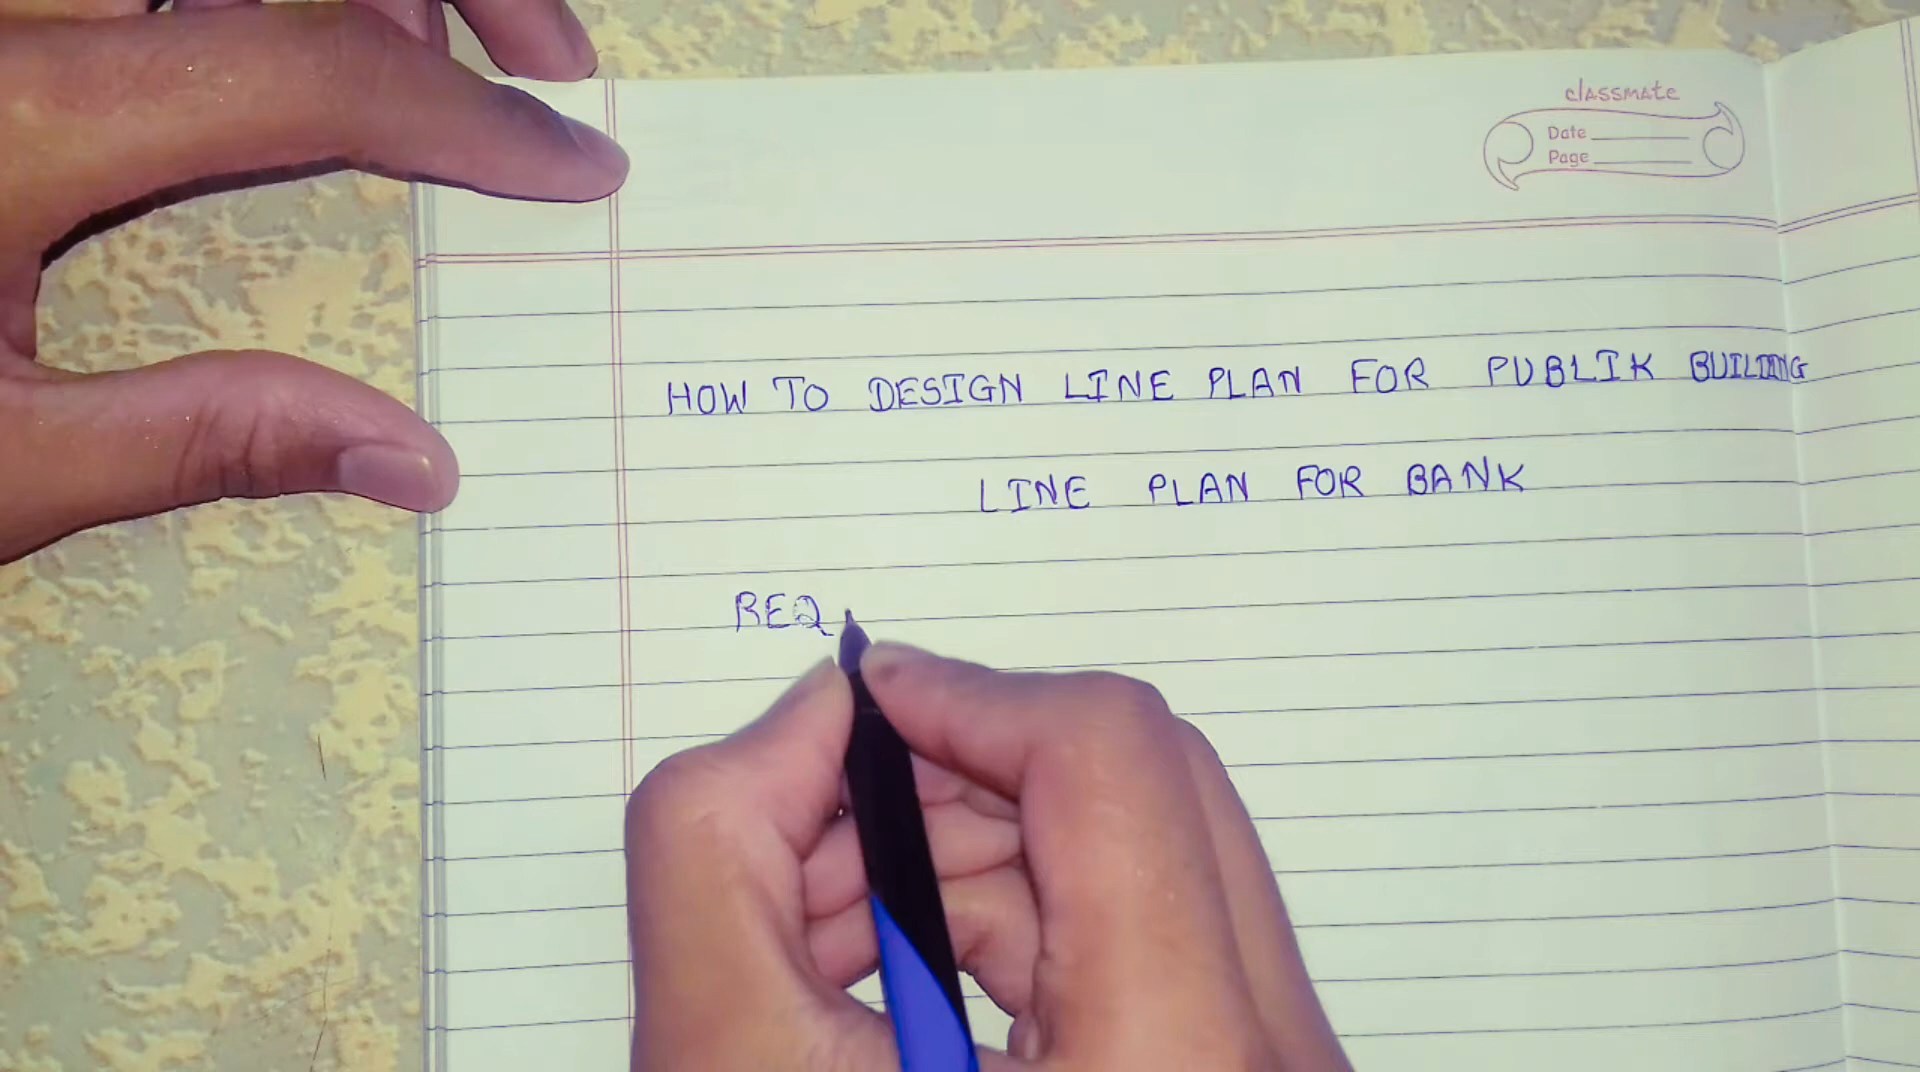 classmate
Date
Page
HOW TO DESIGN LINE PLAN FOR PUBLIK BUILDING
LINE PLAN FOR BANK
REQ